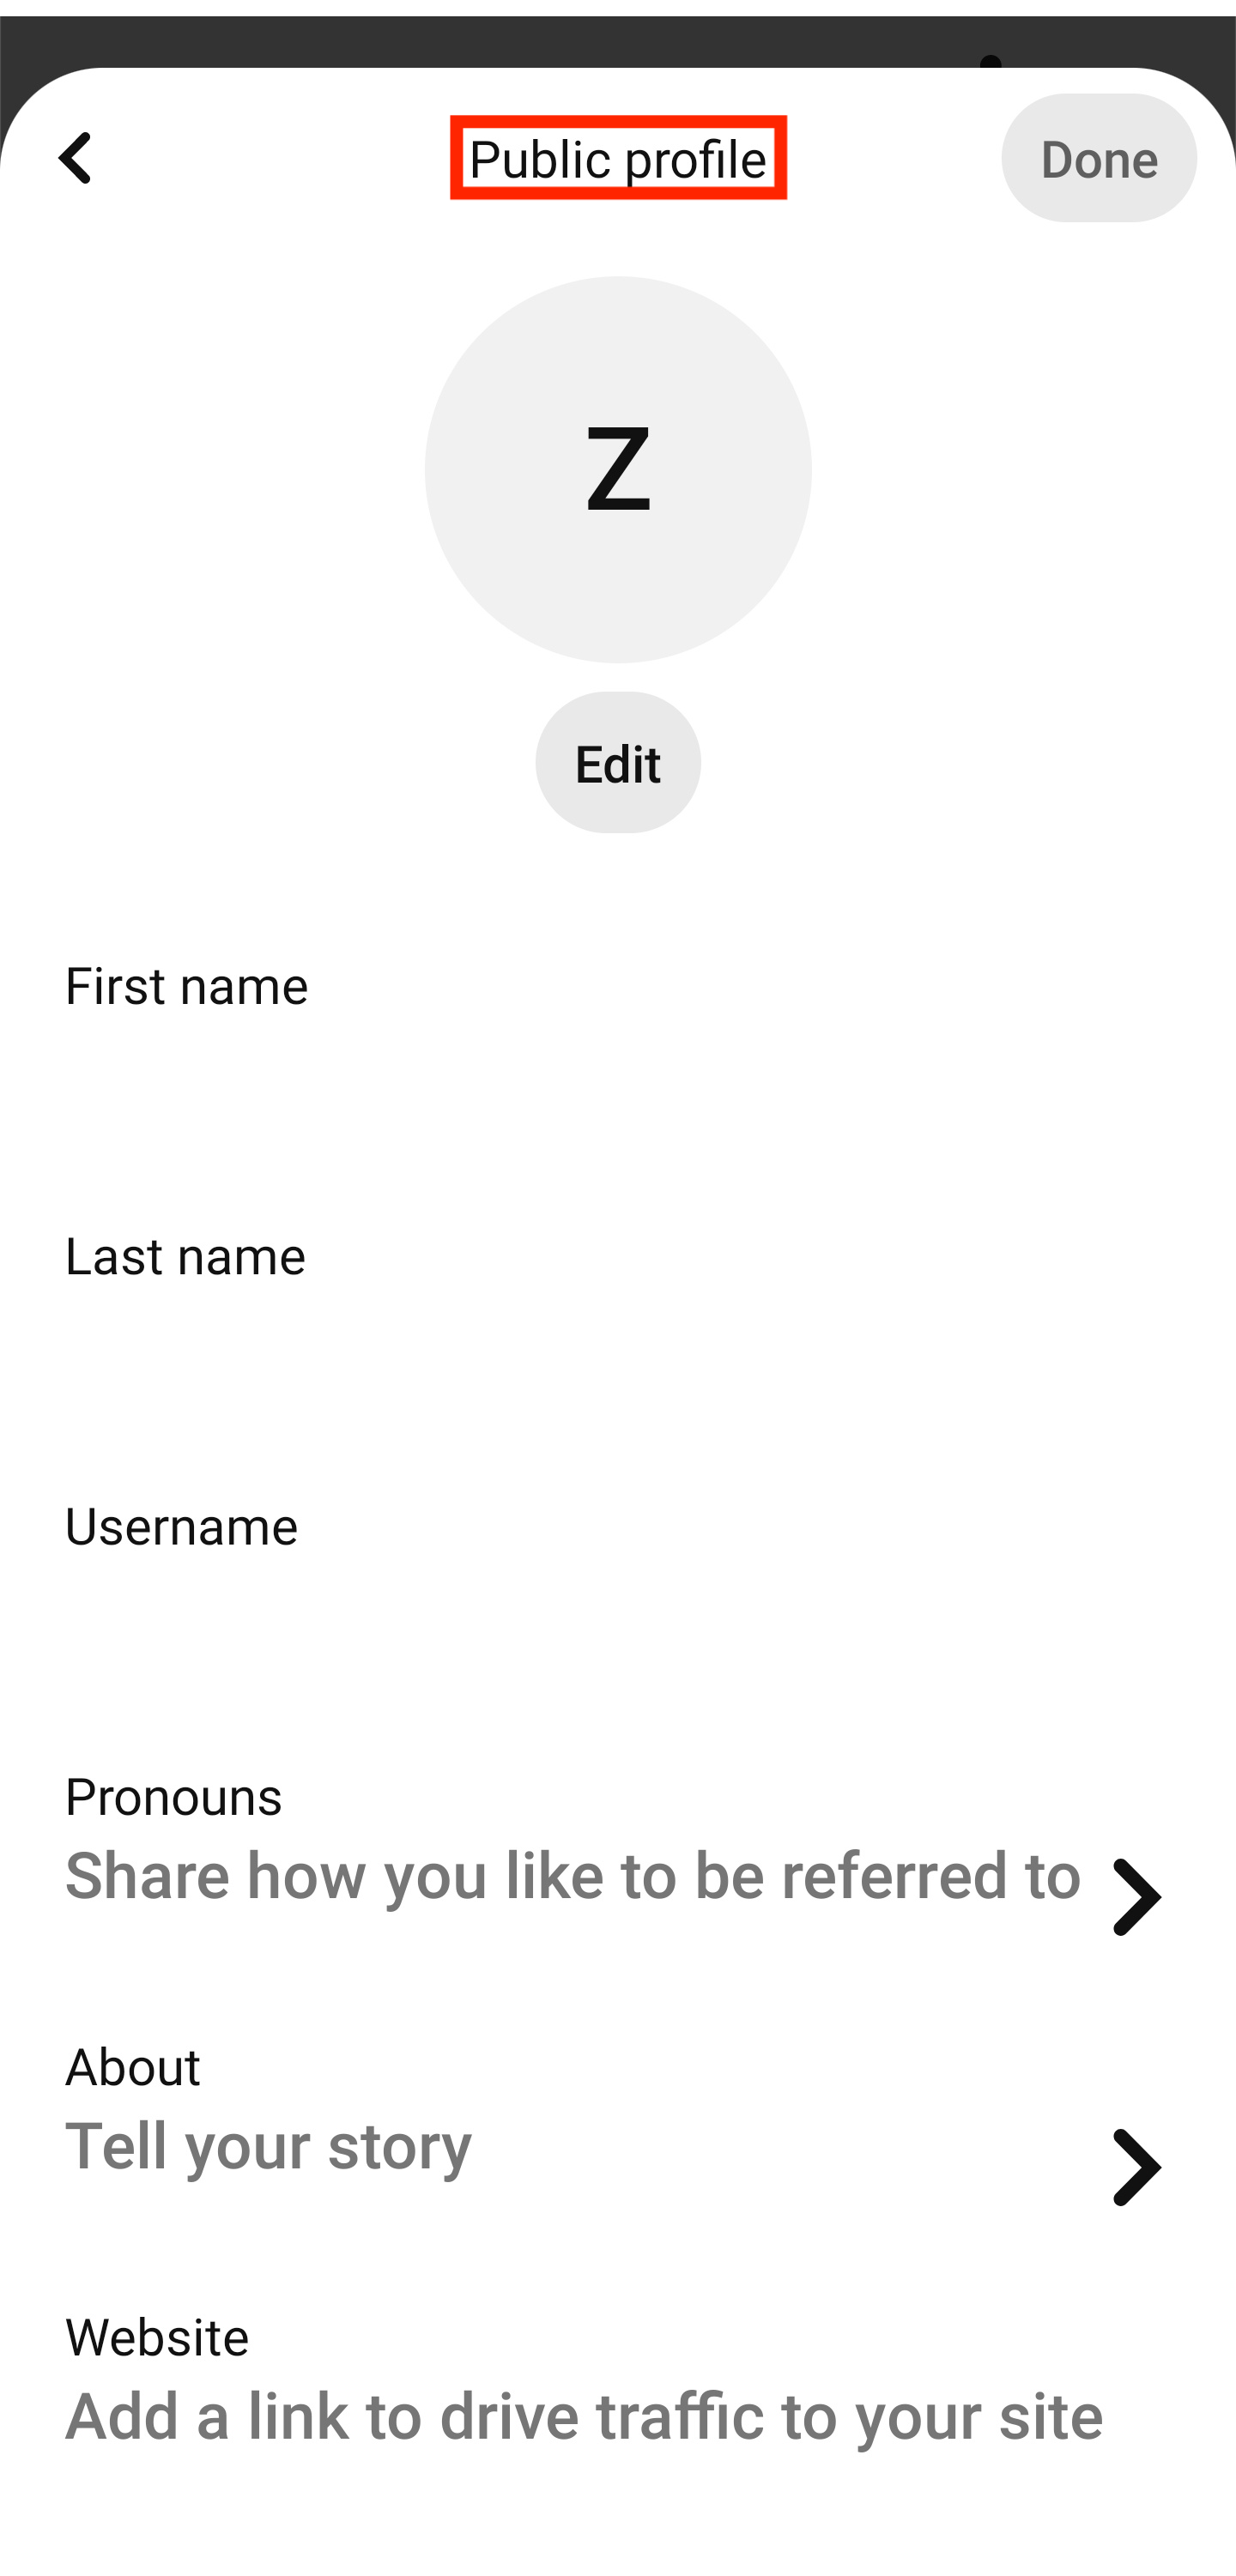 Public profile
Done
Z
Edit
First name
Last name
Username
Pronouns
Share how you like to be referred to
About
Tell your story
Website
Add a link to drive traffic to your site